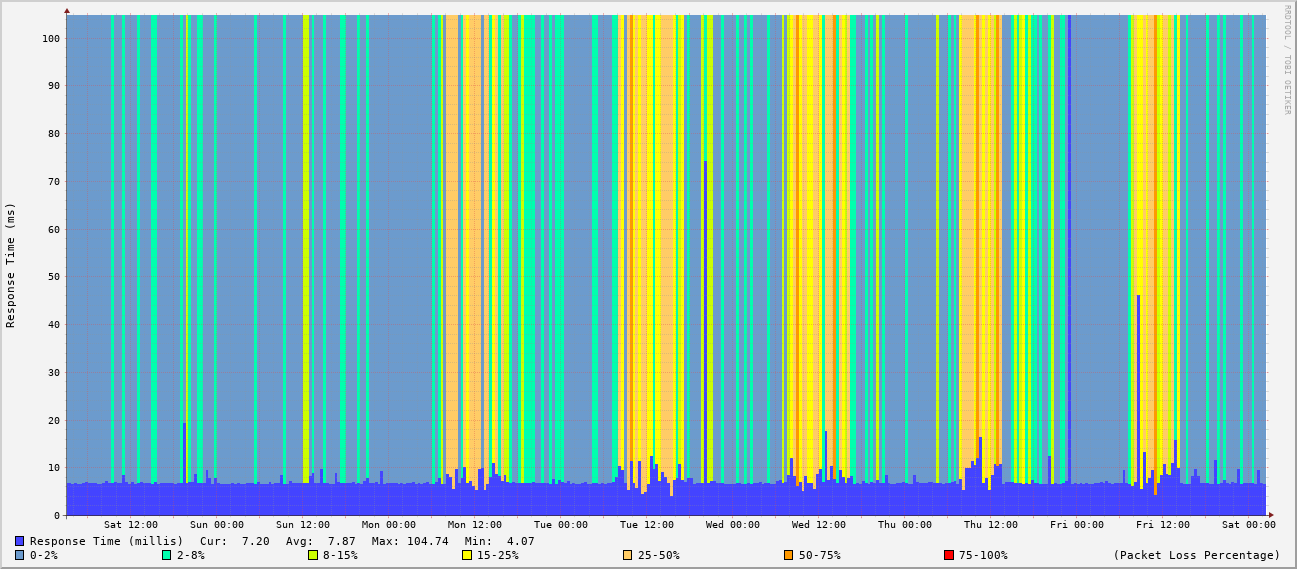 RRDTOOL / TOBI OETIKER
Response Time (ms)
100
90
80
70
60
50
40
30
20
10
0
Sat 12:00 Sun 00:00 Sun 12:00 Mon 00:00 Mon 12:00 Tue 00:00 Tue 12:00 Wed 00:00 Wed 12:00 Thu 00:00 Thu 12:00 Fri 00:00 Fri 12:00 Sat 00:00
Response Time (millis) Cur: 7.20 Avg: 7.87 Max: 104.74 Min: 4.07
0-2% 2-8% 8-15% 15-25% 25-50% 50-75% 75-100% (Packet Loss Percentage)